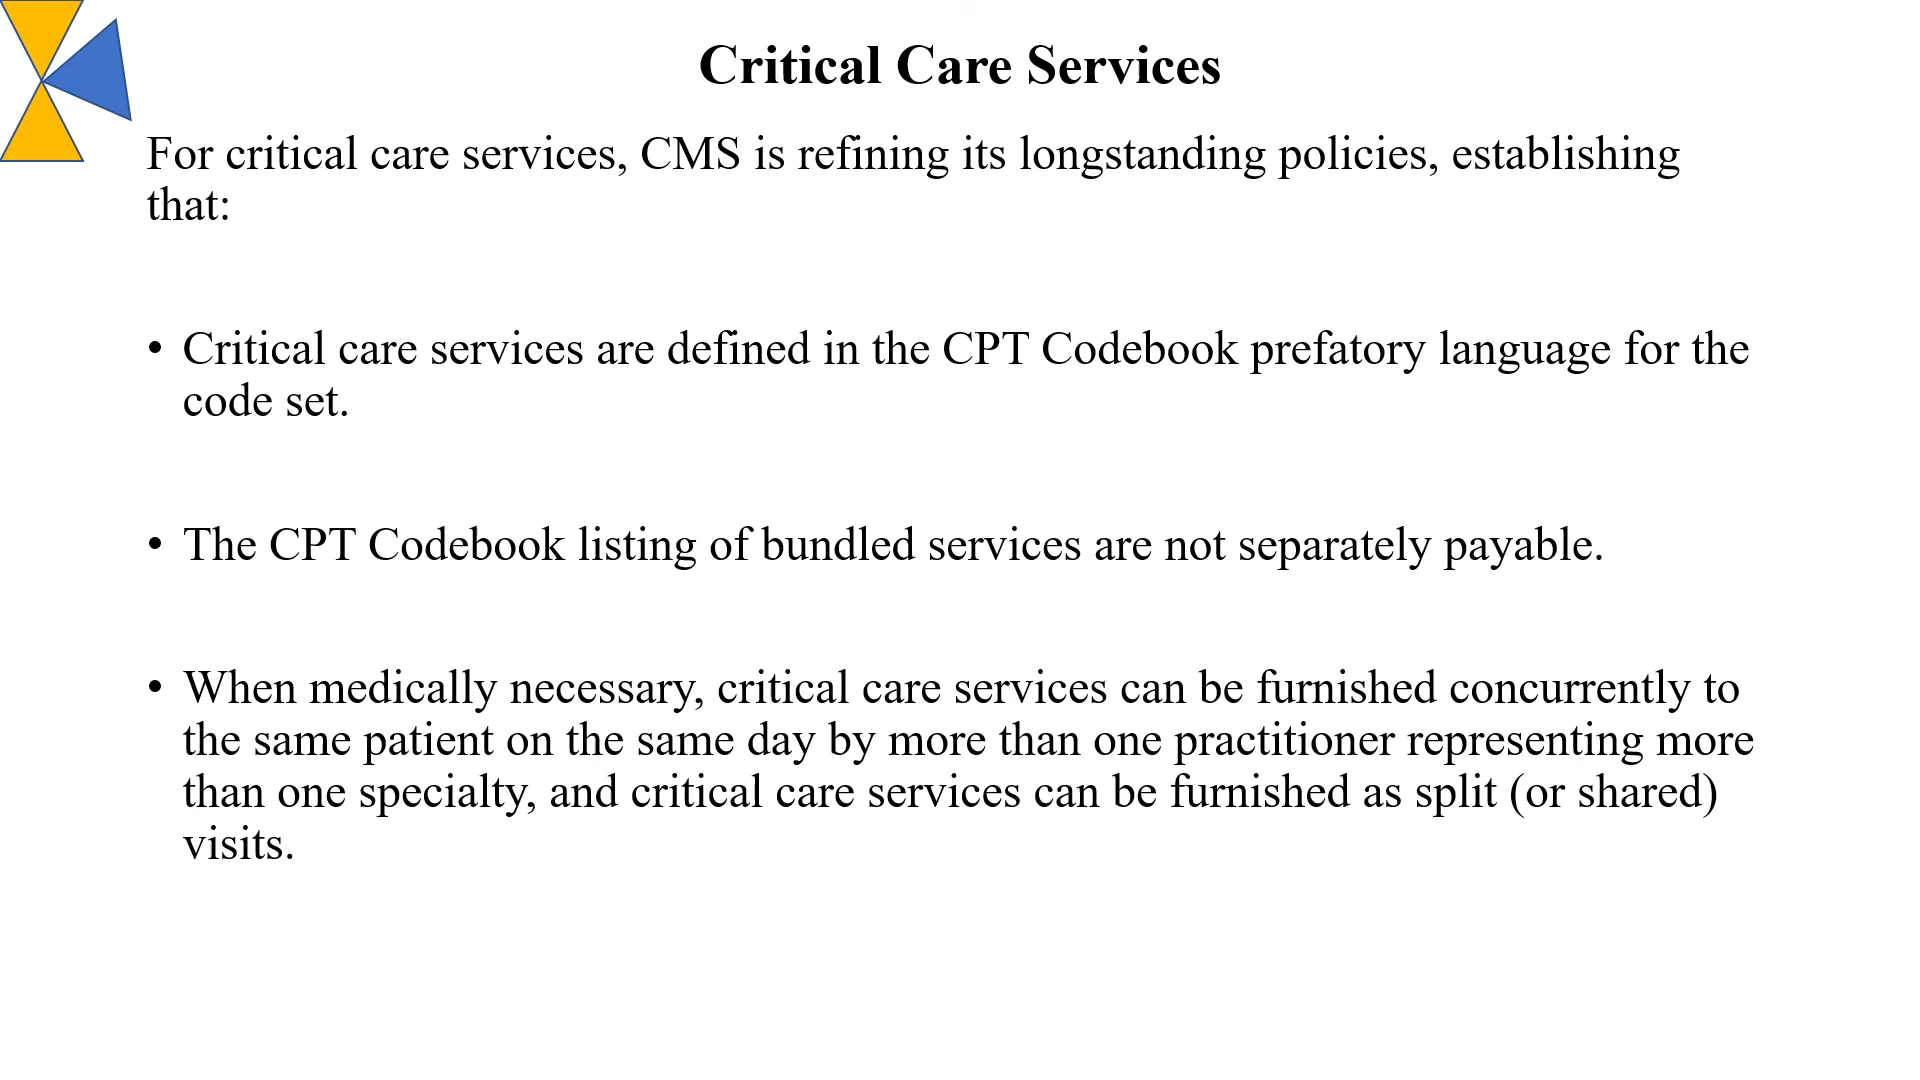 Critical Care Services
For critical care services, CMS is refining its longstanding policies, establishing
that:
• Critical care services are defined in the CPT Codebook prefatory language for the
code set.
• The CPT Codebook listing of bundled services are not separately payable.
• When medically necessary, critical care services can be furnished concurrently to
the same patient on the same day by more than one practitioner representing more
than one specialty, and critical care services can be furnished as split (or shared)
visits.